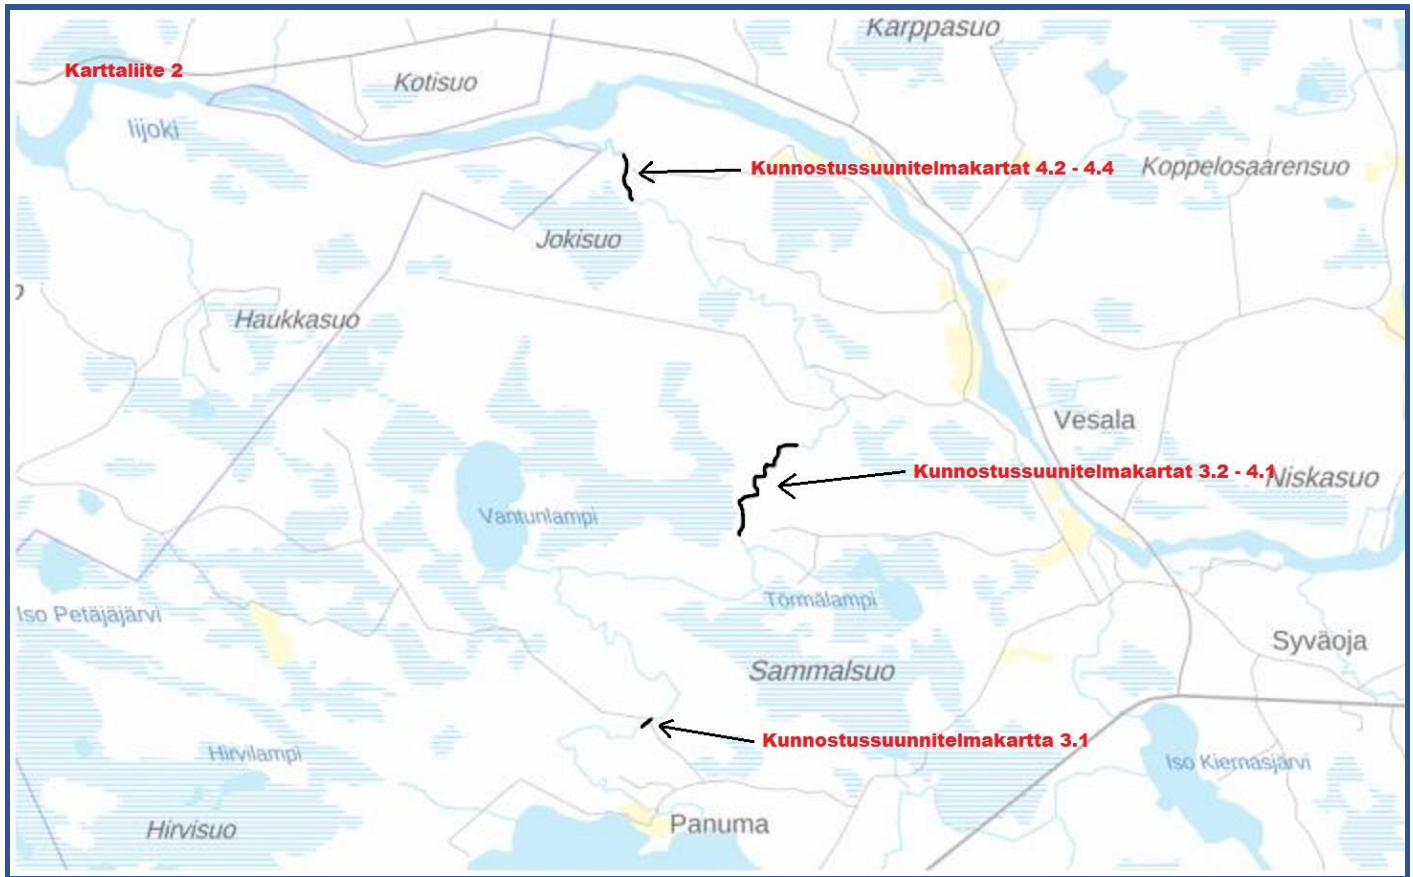 Karppasuo
Karttaliite 2
Kotisuo
Iijoki
Kunnostussuunitelmakartat 4.2 - 4.4
Koppelosaarensuo
Jokisuo
Haukkasuo
Vesala
Kunnostussuunitelmakartat 3.2 - 4.1
Niskasuo
Vantunlampi
Törmälampi
Iso Petäjäjärvi
Syväoja
Sammalsuo
Kunnostussuunnitelmakartta 3.1
Hirvilampi
Iso Kiernasjärvi
Panuma
Hirvisuo